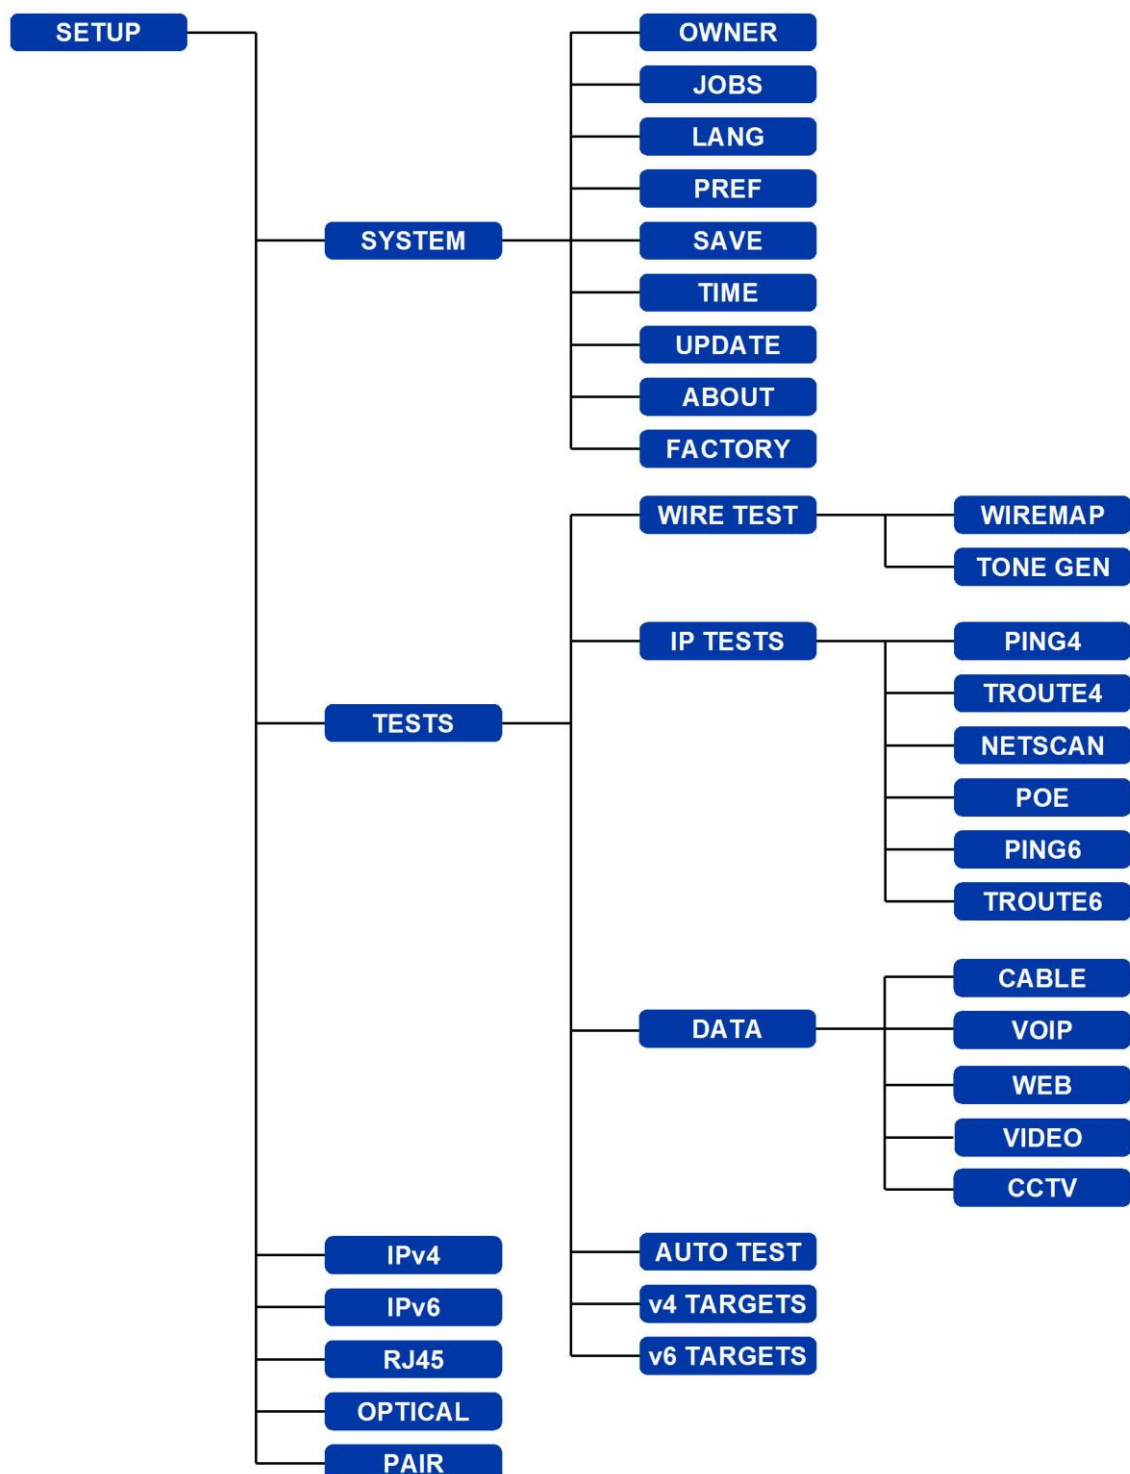 SETUP
SYSTEM
OWNER
JOBS
LANG
PREF
SAVE
TIME
UPDATE
ABOUT
FACTORY
TESTS
WIRE TEST
WIREMAP
TONE GEN
IP TESTS
PING4
TROUTE4
NETSCAN
POE
PING6
TROUTE6
DATA
CABLE
VOIP
WEB
VIDEO
CCTV
AUTO TEST
v4 TARGETS
v6 TARGETS
IPv4
IPv6
RJ45
OPTICAL
PAIR